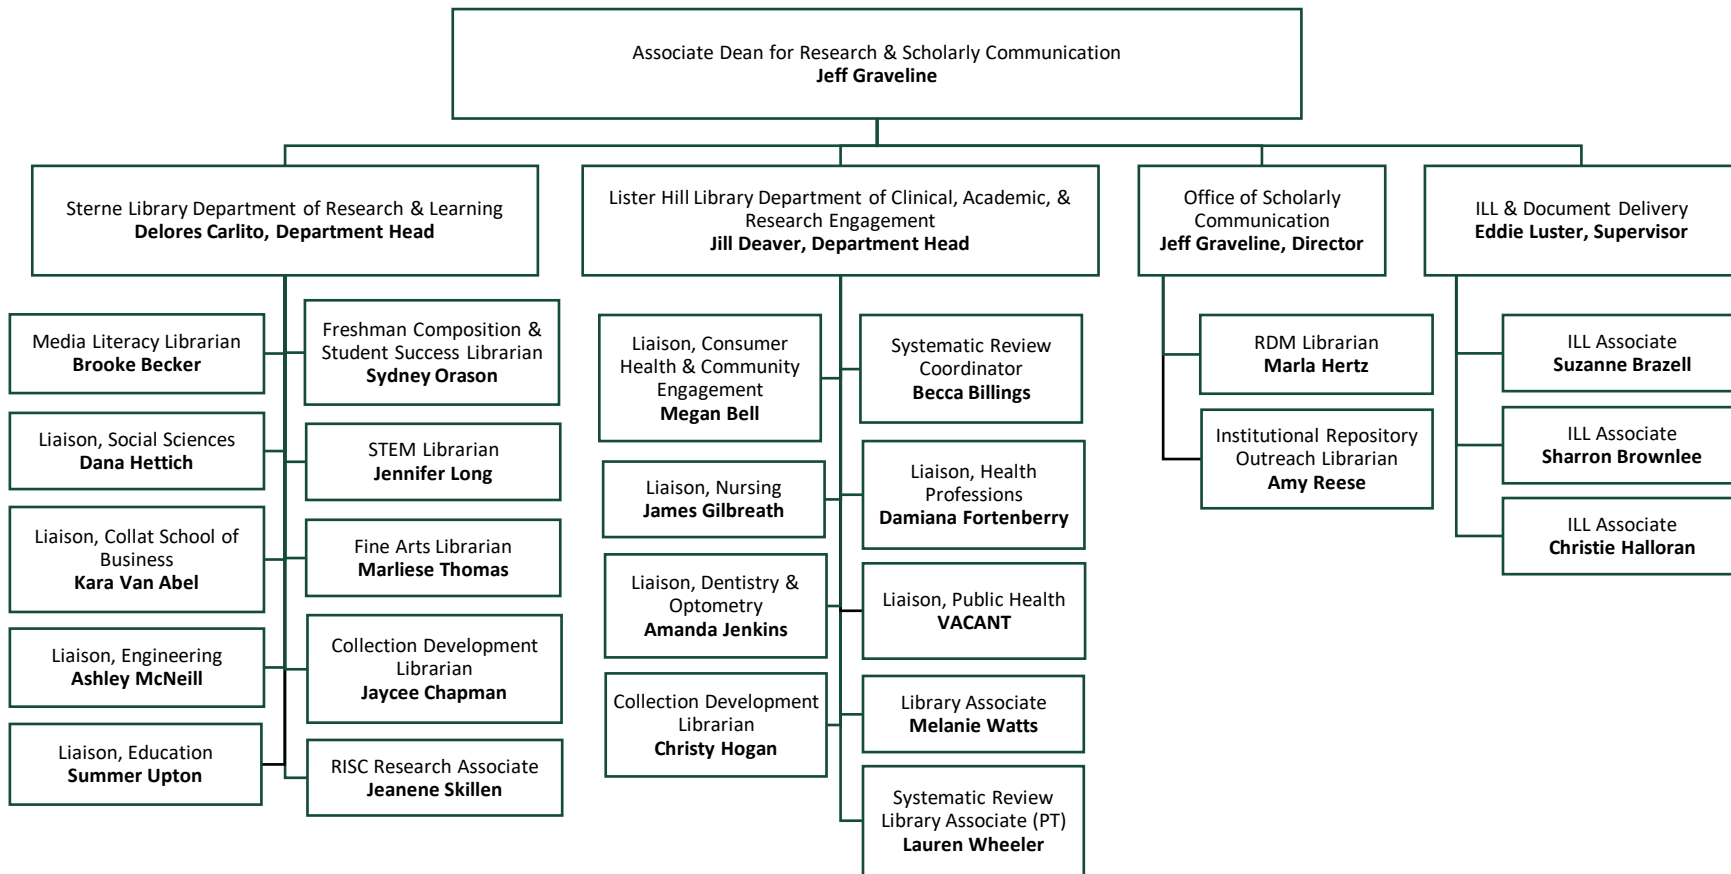 Associate Dean for Research & Scholarly Communication
Jeff Graveline
Sterne Library Department of Research & Learning
Delores Carlito, Department Head
Lister Hill Library Department of Clinical, Academic, &
Research Engagement
Jill Deaver, Department Head
Office of Scholarly
Communication
Jeff Graveline, Director
ILL & Document Delivery
Eddie Luster, Supervisor
Media Literacy Librarian
Brooke Becker
Freshman Composition &
Student Success Librarian
Sydney Orason
Liaison, Social Sciences
Dana Hettich
STEM Librarian
Jennifer Long
Liaison, Collat School of
Business
Kara Van Abel
Fine Arts Librarian
Marliese Thomas
Liaison, Engineering
Ashley McNeill
Collection Development
Librarian
Jaycee Chapman
Liaison, Education
Summer Upton
RISC Research Associate
Jeanene Skillen
Liaison, Consumer
Health & Community
Engagement
Megan Bell
Systematic Review
Coordinator
Becca Billings
Liaison, Nursing
James Gilbreath
Liaison, Health
Professions
Damiana Fortenberry
Liaison, Dentistry &
Optometry
Amanda Jenkins
Liaison, Public Health
VACANT
Collection Development
Librarian
Christy Hogan
Library Associate
Melanie Watts
Systematic Review
Library Associate (PT)
Lauren Wheeler
RDM Librarian
Marla Hertz
Institutional Repository
Outreach Librarian
Amy Reese
ILL Associate
Suzanne Brazell
ILL Associate
Sharron Brownlee
ILL Associate
Christie Halloran